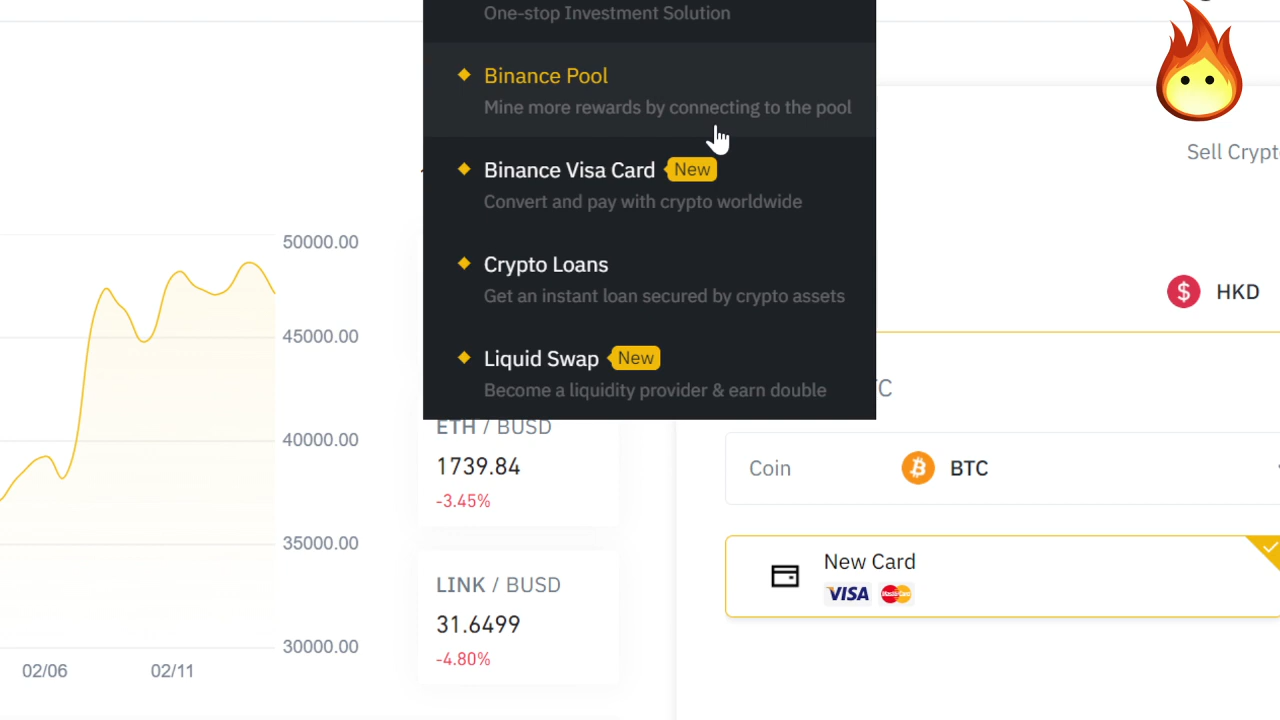 One-stop Investment Solution
Binance Pool
Mine more rewards by connecting to the pool
Binance Visa Card New
Convert and pay with crypto worldwide
Crypto Loans
Get an instant loan secured by crypto assets
Liquid Swap New
Become a liquidity provider & earn double
50000.00
45000.00
40000.00
35000.00
30000.00
02/06 02/11
ETH / BUSD
1739.84
-3.45%
LINK / BUSD
31.6499
-4.80%
Sell Crypt
$ HKD
TC
Coin BTC
New Card
VISA MasterCard